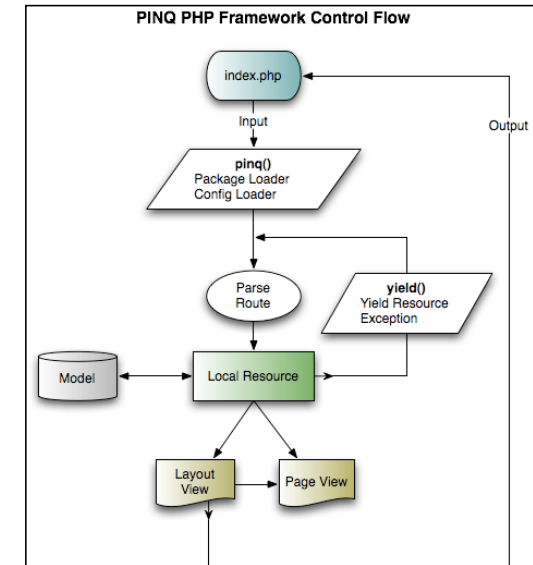 PINQ PHP Framework Control Flow
index.php
Input
Output
pinq()
Package Loader
Config Loader
Parse
Route
yield()
Yield Resource
Exception
Model
Local Resource
Layout
View
Page View